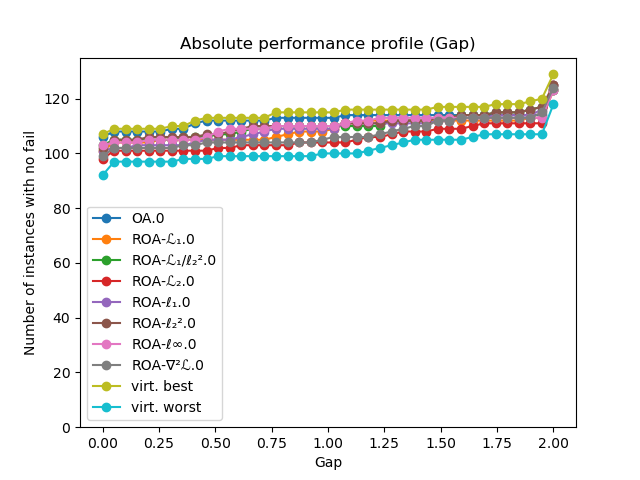 Absolute performance profile (Gap)
Number of instances with no fail
120
100
80
60
40
20
0
OA.0
ROA-ℒ₁.0
ROA-ℒ₁/ℓ₂².0
ROA-ℒ₂.0
ROA-ℓ₁.0
ROA-ℓ₂².0
ROA-ℓ∞.0
ROA-∇²ℒ.0
virt. best
virt. worst
0.00 0.25 0.50 0.75 1.00 1.25 1.50 1.75 2.00
Gap